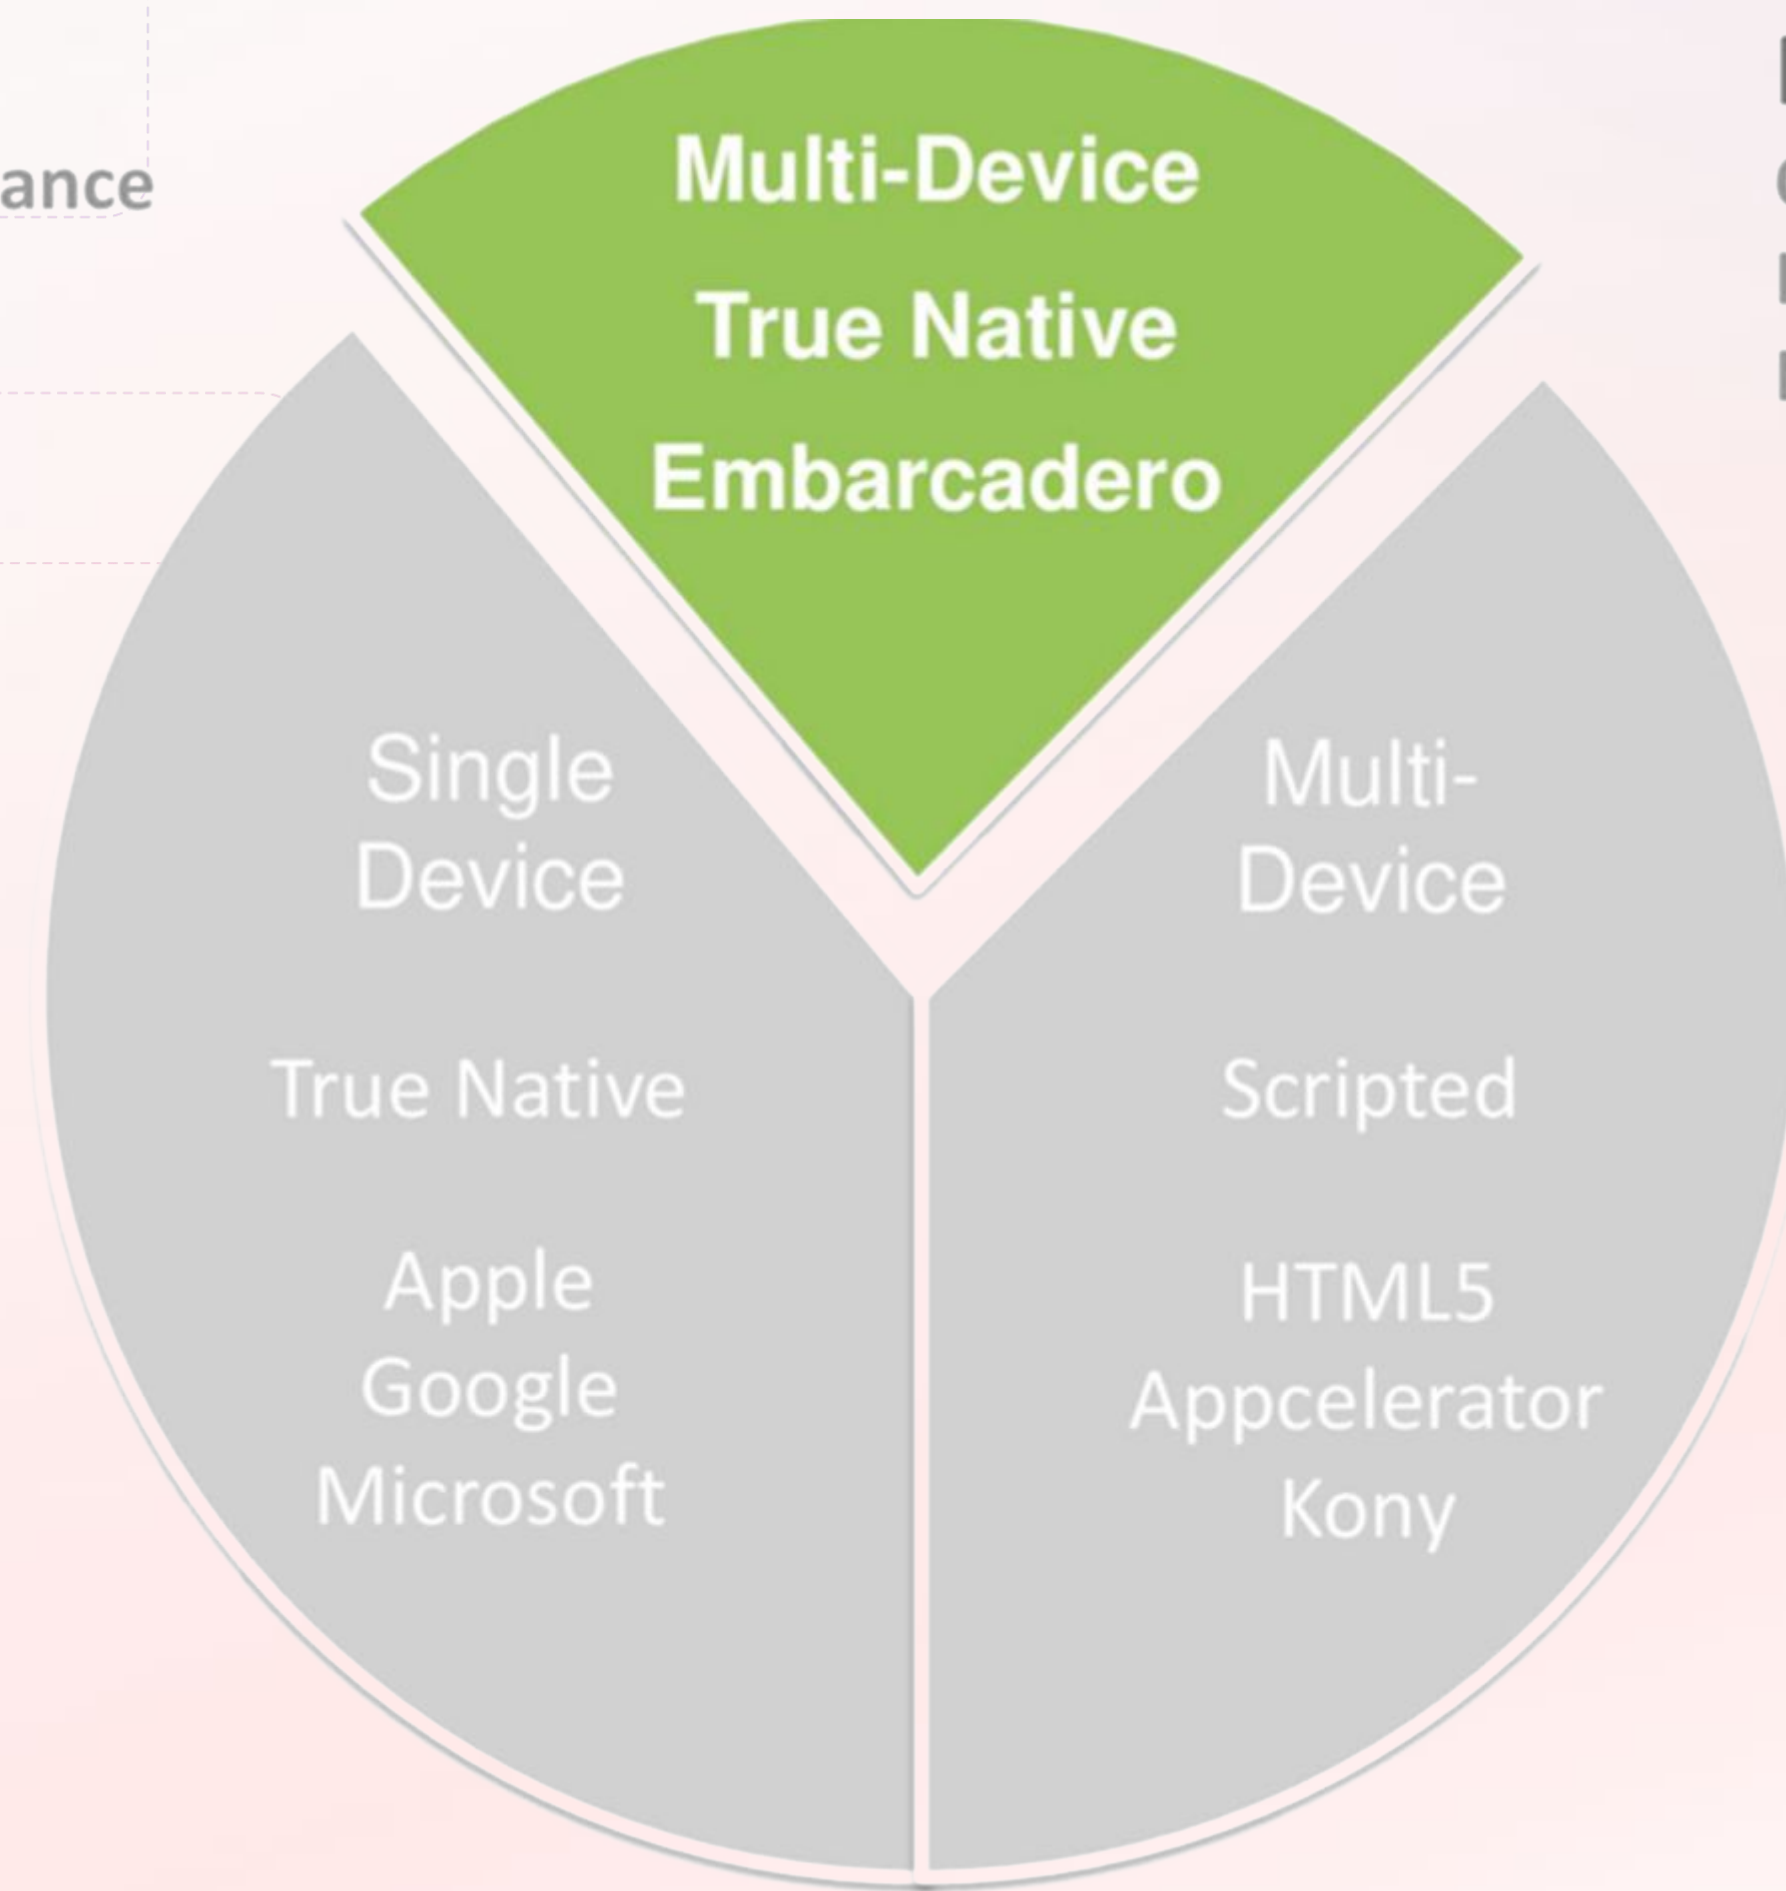 ance
Multi-Device
True Native
Embarcadero
Single
Device
True Native
Apple
Google
Microsoft
Multi-
Device
Scripted
HTML5
Appcelerator
Kony